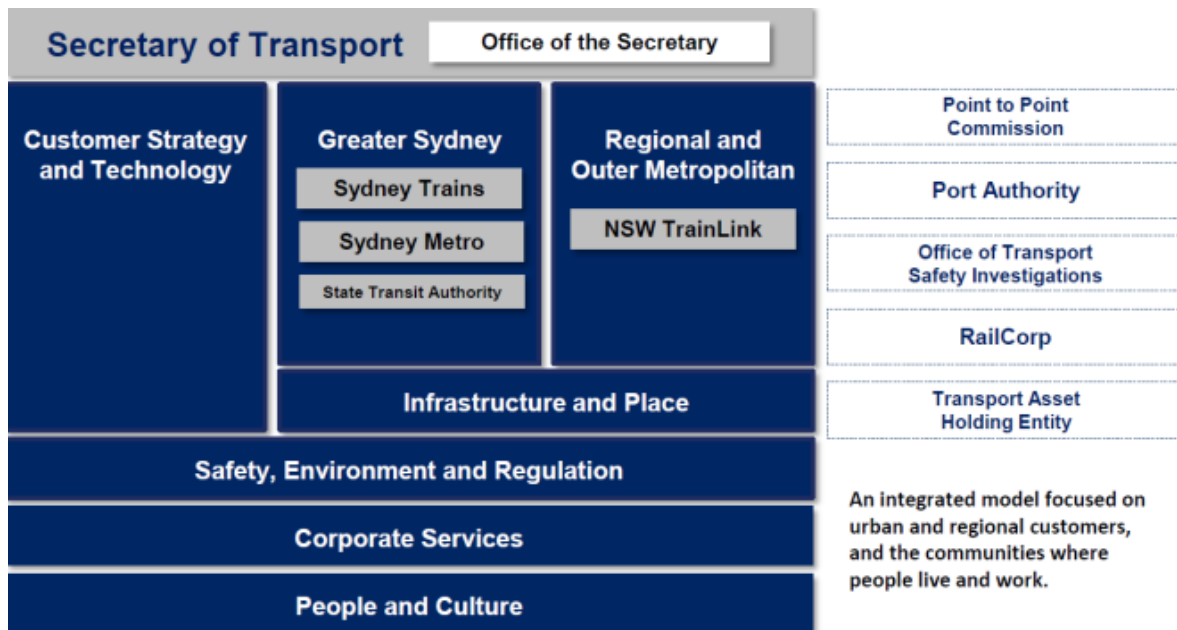 Secretary of Transport
Office of the Secretary
Customer Strategy
and Technology
Greater Sydney
Sydney Trains
Sydney Metro
State Transit Authority
Regional and
Outer Metropolitan
NSW TrainLink
Infrastructure and Place
Safety, Environment and Regulation
Corporate Services
People and Culture
Point to Point
Commission
Port Authority
Office of Transport
Safety Investigations
RailCorp
Transport Asset
Holding Entity
An integrated model focused on
urban and regional customers,
and the communities where
people live and work.